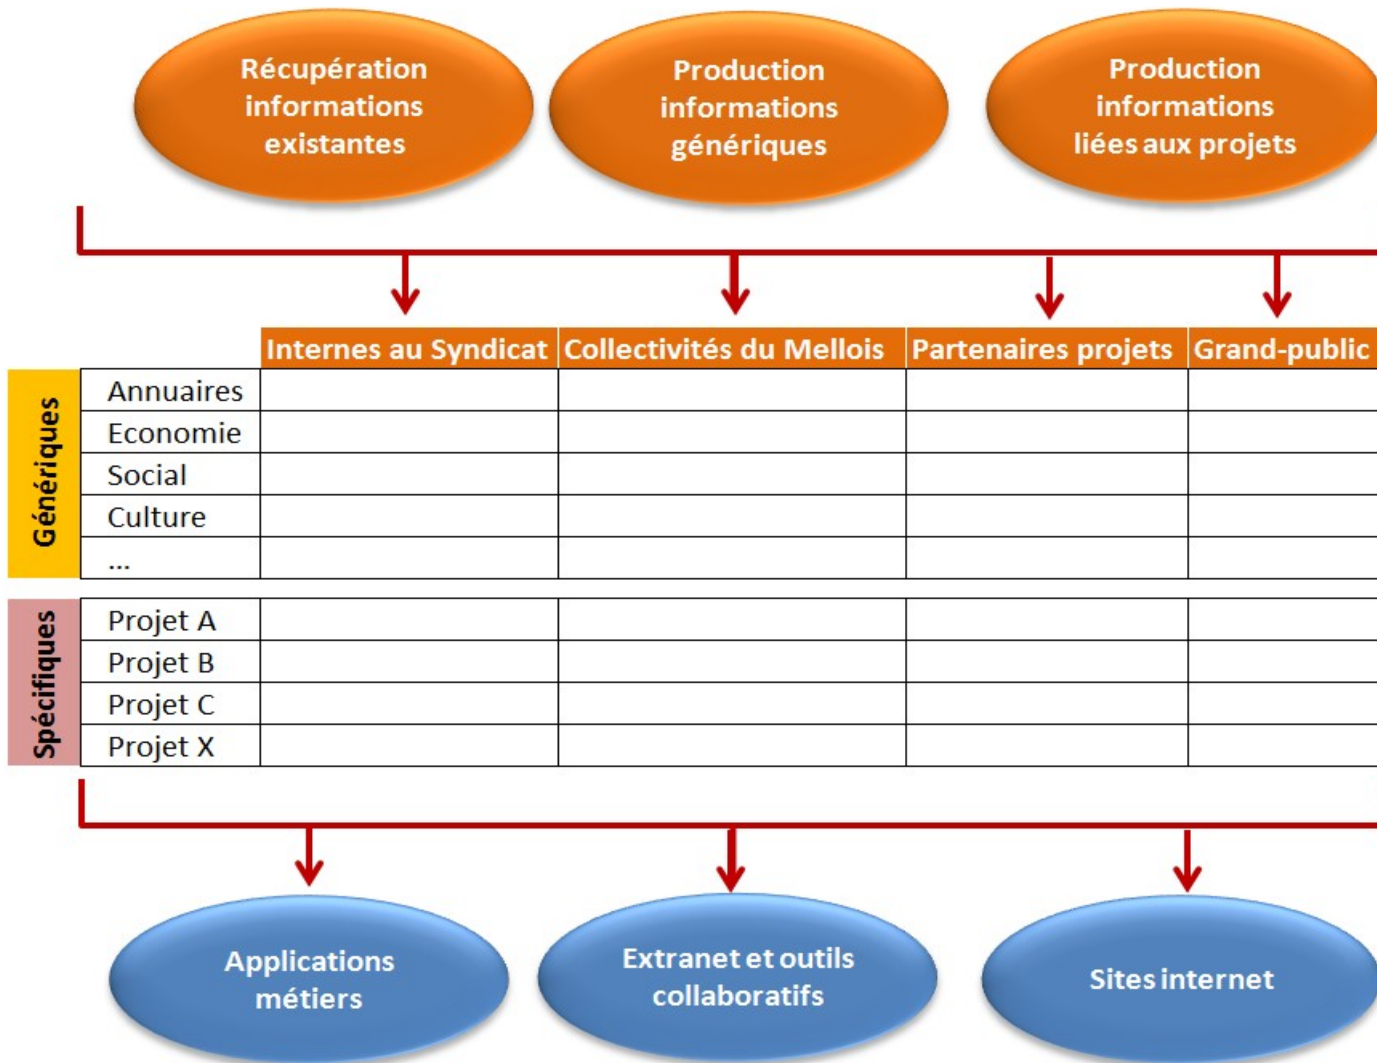 Récupération
informations
existantes
Production
informations
génériques
Production
informations
liées aux projets
Internes au Syndicat
Collectivités du Mellois
Partenaires projets
Grand-public
Génériques
Annuaires
Economie
Social
Culture
...
Spécifiques
Projet A
Projet B
Projet C
Projet X
Applications
métiers
Extranet et outils
collaboratifs
Sites internet